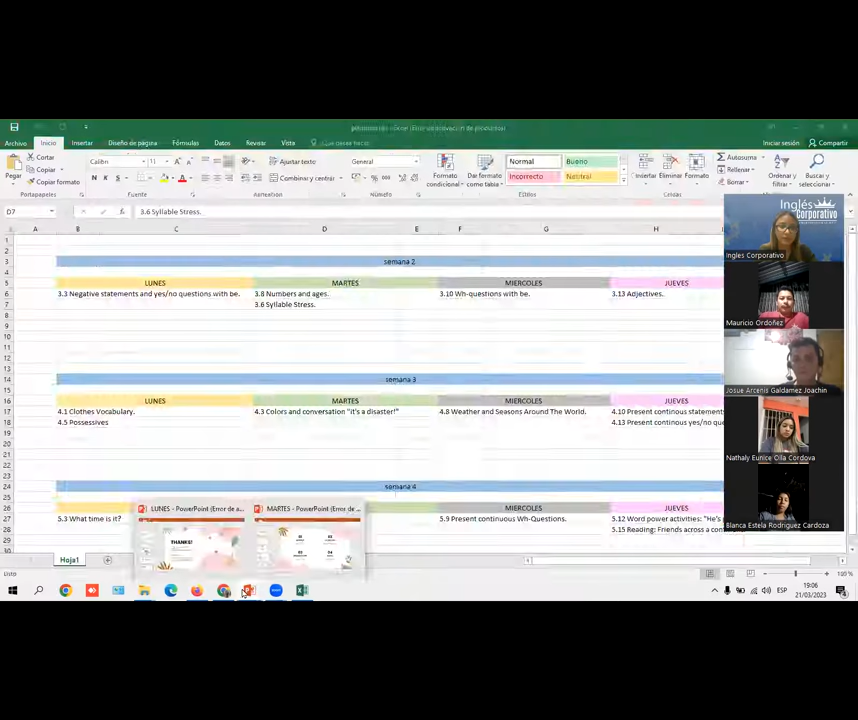 Archivo Inicio Insertar Diseño de página Fórmulas Datos Revisar Vista ¿Qué desea hacer? Iniciar sesión Compartir
Pegar
Cortar
Copiar
Copiar formato
Calibri 11
N K S
Ajustar texto
Combinar y centrar
General
Formato condicional
Dar formato como tabla
Normal Bueno
Incorrecto Neutral
Insertar Eliminar Formato
Autosuma
Rellenar
Borrar
Ordenar y filtrar
Buscar y seleccionar
Fuente Alineación Número Estilos Celdas
D7 3.6 Syllable Stress.
A B C D E F G H
semana 2
LUNES MARTES MIERCOLES JUEVES
3.3 Negative statements and yes/no questions with be. 3.8 Numbers and ages. 3.10 Wh-questions with be. 3.13 Adjectives.
3.6 Syllable Stress.
semana 3
LUNES MARTES MIERCOLES JUEVES
4.1 Clothes Vocabulary. 4.3 Colors and conversation "it's a disaster!" 4.8 Weather and Seasons Around The World. 4.10 Present continous statement
4.5 Possessives 4.13 Present continous yes/no que
semana 4
MIERCOLES JUEVES
5.3 What time is it? 5.9 Present continous Wh-Questions. 5.12 Word power activities: "He's
5.15 Reading: Friends across a con
LUNES - PowerPoint (Error de a...
MARTES - PowerPoint (Error de ...
THANKS!
Hoja1
Listo
100 %
ESP
19:06
21/03/2023
Inglés
CORPORATIVO
Ingles Corporativo
Mauricio Ordoñez
Josue Arcenis Galdamez Joachin
Nathaly Eunice Olla Cordova
Blanca Estela Rodriguez Cardoza